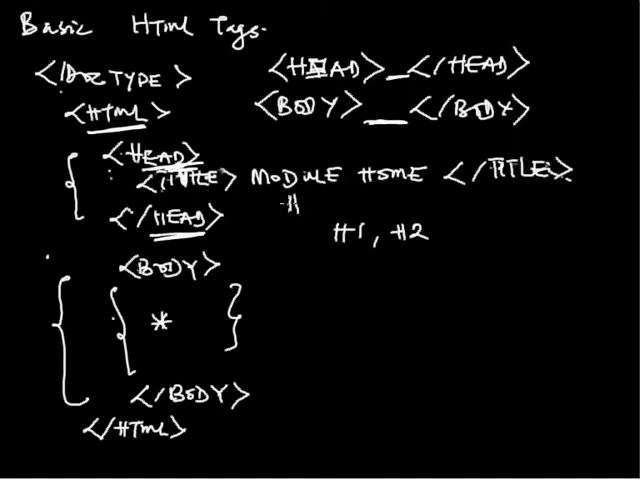 Basic HTML Tags.
</DOCTYPE> <HEAD> </HEAD>
<HTML> <BODY> </BODY>
<HEAD>
<TITLE> MODULE HOME </TITLE>
</HEAD>
H
H1, H2
<BODY>
*
</BODY>
</HTML>